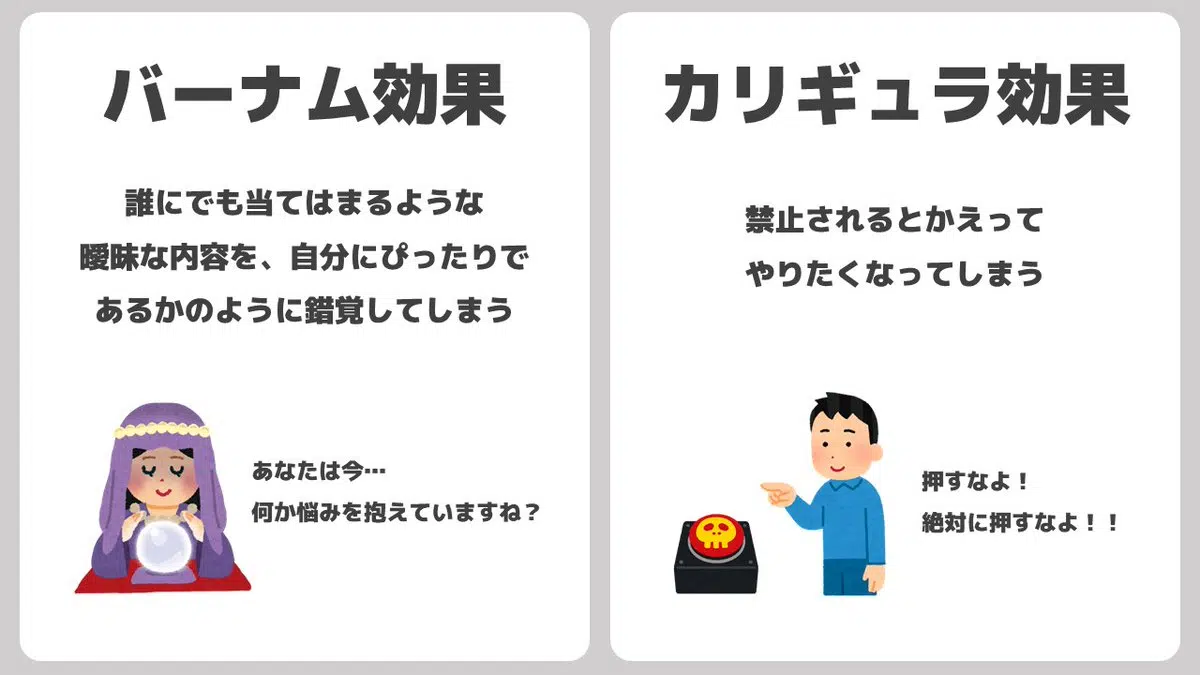 バーナム効果
誰にでも当てはまるような
曖昧な内容を、自分にぴったりで
あるかのように錯覚してしまう
あなたは今…
何か悩みを抱えていますね？
カリギュラ効果
禁止されるとかえって
やりたくなってしまう
押すなよ！
絶対に押すなよ！！